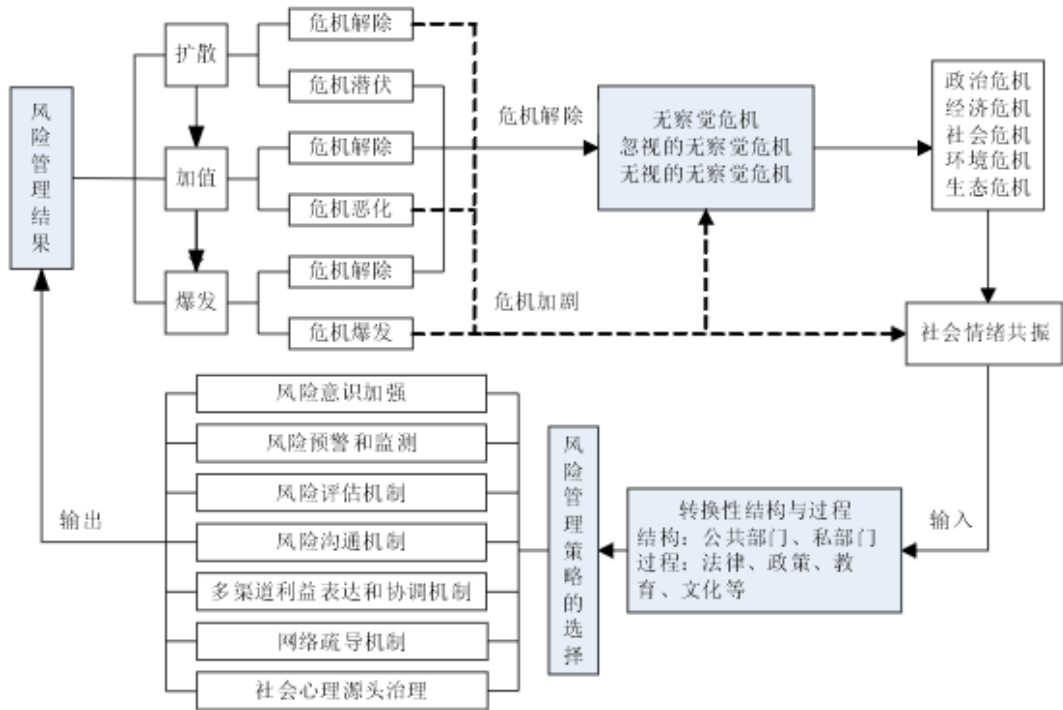 风险管理结果
扩散
加值
爆发
危机解除
危机潜伏
危机解除
危机恶化
危机解除
危机爆发
危机解除
危机加剧
无察觉危机
忽视的无察觉危机
无视的无察觉危机
政治危机
经济危机
社会危机
环境危机
生态危机
社会情绪共振
输入
转换性结构与过程
结构：公共部门、私部门
过程：法律、政策、教
育、文化等
风险管理策略的选择
风险意识加强
风险预警和监测
风险评估机制
风险沟通机制
多渠道利益表达和协调机制
网络疏导机制
社会心理源头治理
输出